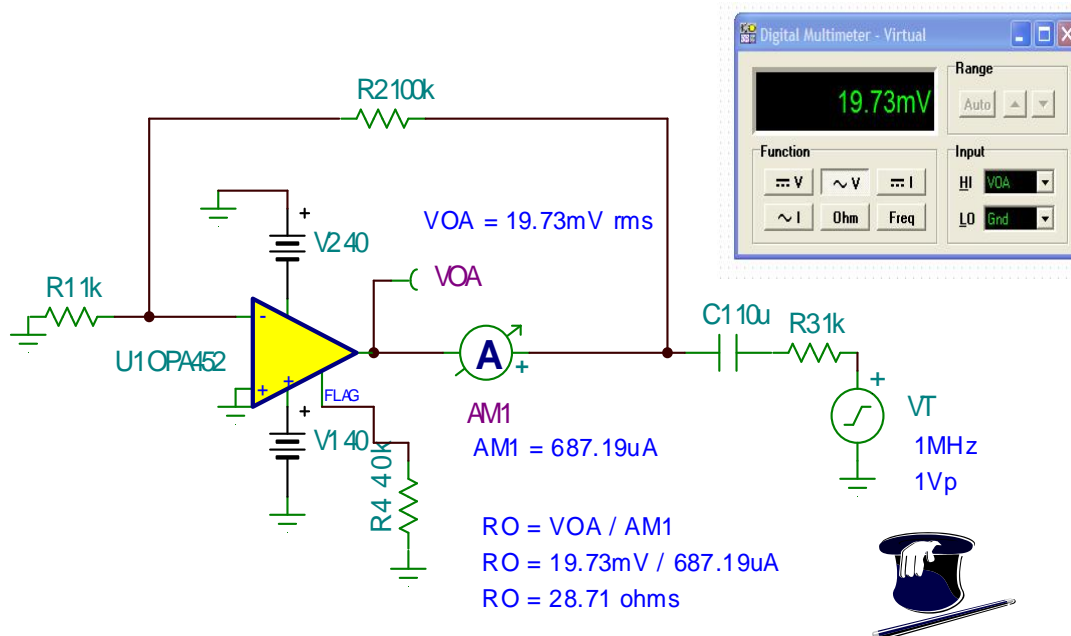 Digital Multimeter - Virtual
19.73mV
Range
Auto
Function
V
V
I
I
Ohm
Freq
Input
HI
VOA
LO
Gnd
R2 100k
V2 40
VOA = 19.73mV rms
VOA
R1 1k
-
+
+
U1 OPA452
FLAG
+
A
+
AM1
AM1 = 687.19uA
C1 10u
R3 1k
+
VT
1MHz
1Vp
+
V1 40
R4 40k
RO = VOA / AM1
RO = 19.73mV / 687.19uA
RO = 28.71 ohms